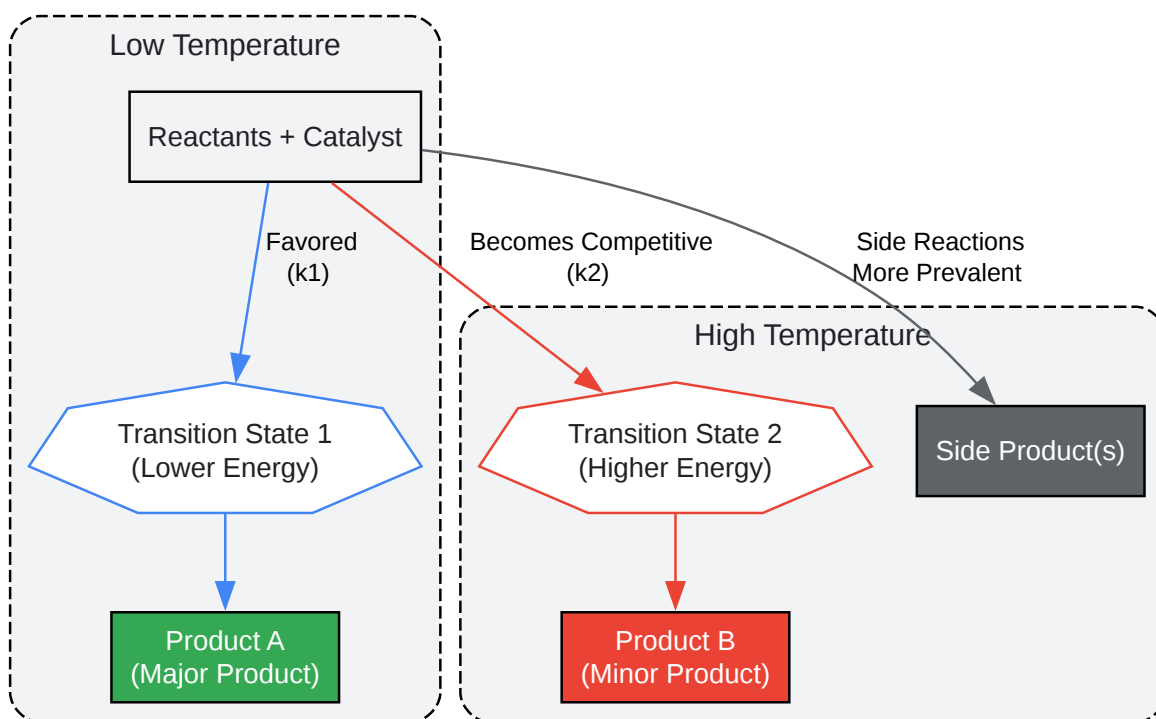 Low Temperature
Reactants + Catalyst
Favored
(k1)
Becomes Competitive
(k2)
Side Reactions
More Prevalent
High Temperature
Transition State 1
(Lower Energy)
Transition State 2
(Higher Energy)
Side Product(s)
Product A
(Major Product)
Product B
(Minor Product)